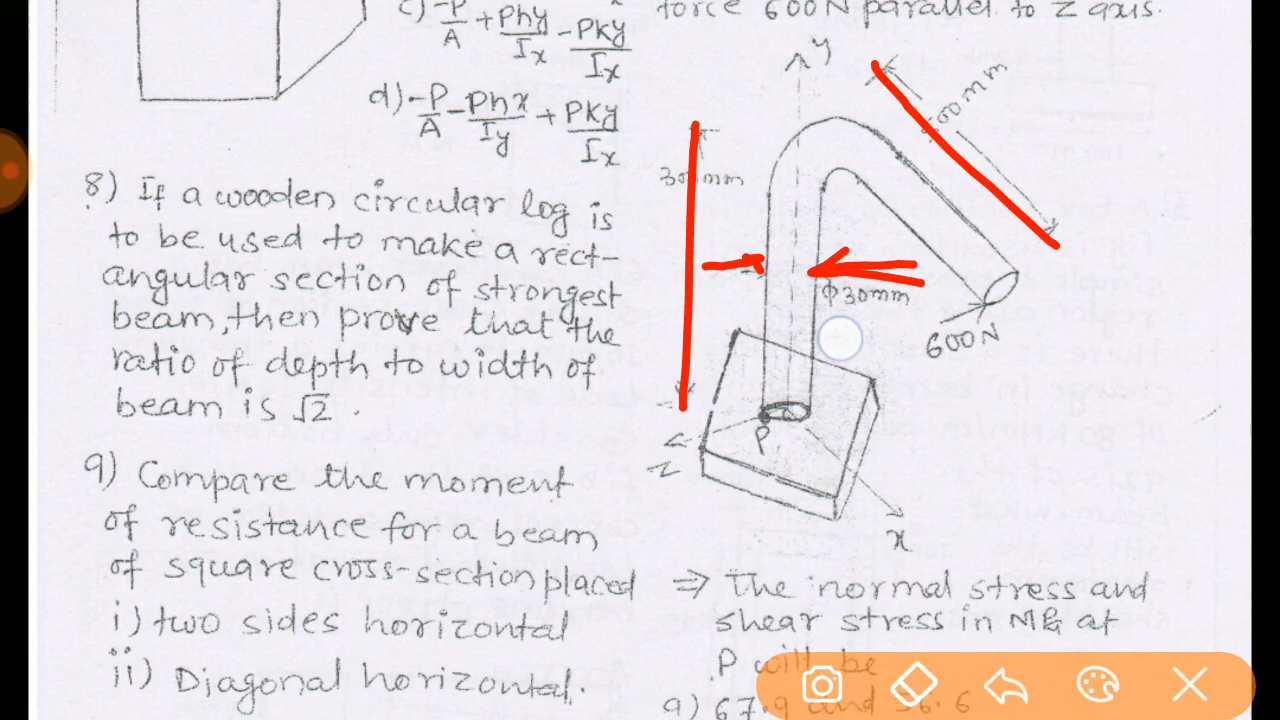 c) -P/A + Phy/Ix - PKy/Ix
d) -P/A - Phx/Iy + PKy/Ix
8) If a wooden circular log is
to be used to make a rect-
angular section of strongest
beam, then prove that the
ratio of depth to width of
beam is √2 .
9) Compare the moment
of resistance for a beam
of square cross-section placed
i) two sides horizontal
ii) Diagonal horizontal.
force 600N parallel to z axis.
y
mm
mm
Φ30mm
600N
P
z
x
⇒ The normal stress and
shear stress in MPa at
P will be
a) 67.9 and 56.6